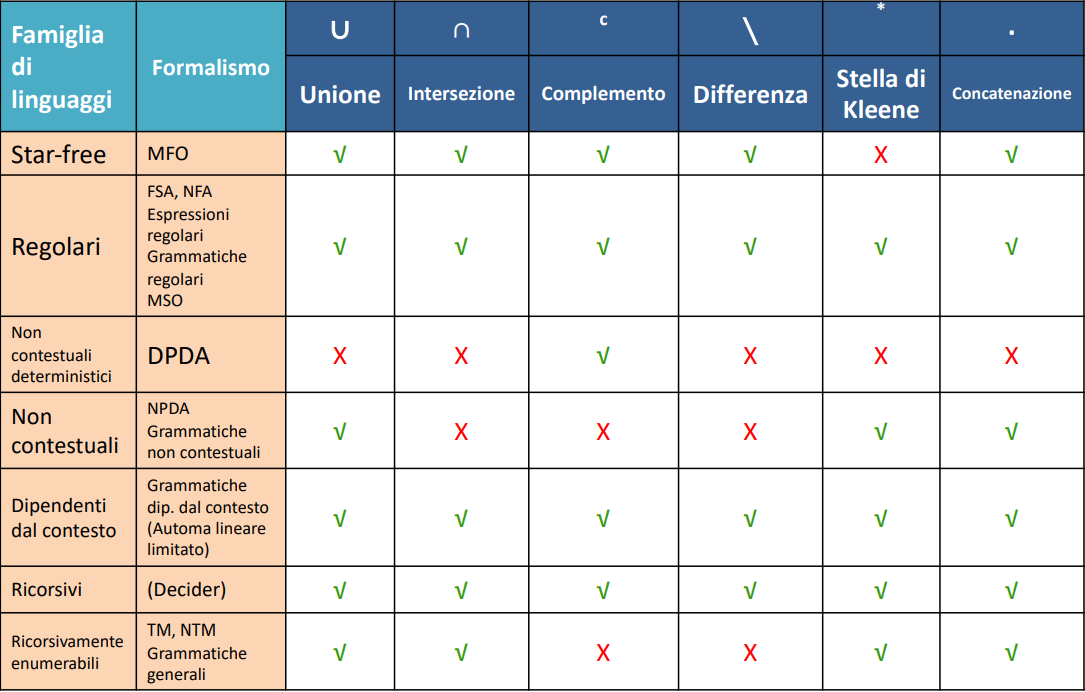 Famiglia
di
linguaggi
Formalismo
∪
∩
c
\
*
.
Unione
Intersezione
Complemento
Differenza
Stella di
Kleene
Concatenazione
Star-free
MFO
√ √ √ √ X √
Regolari
FSA, NFA
Espressioni
regolari
Grammatiche
regolari
MSO
√ √ √ √ √ √
Non
contestuali
deterministici
DPDA
X X √ X X X
Non
contestuali
NPDA
Grammatiche
non contestuali
√ X X X √ √
Dipendenti
dal contesto
Grammatiche
dip. dal contesto
(Automa lineare
limitato)
√ √ √ √ √ √
Ricorsivi
(Decider)
√ √ √ √ √ √
Ricorsivamente
enumerabili
TM, NTM
Grammatiche
generali
√ √ X X √ √